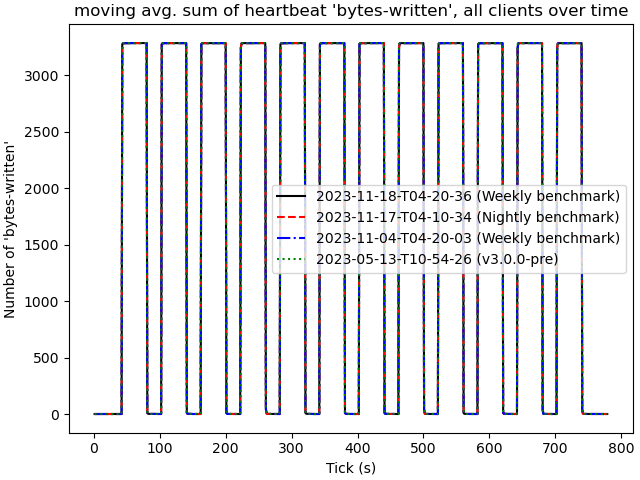 moving avg. sum of heartbeat 'bytes-written', all clients over time
Number of 'bytes-written'
3000
2500
2000
1500
1000
500
0
2023-11-18-T04-20-36 (Weekly benchmark)
2023-11-17-T04-10-34 (Nightly benchmark)
2023-11-04-T04-20-03 (Weekly benchmark)
2023-05-13-T10-54-26 (v3.0.0-pre)
0 100 200 300 400 500 600 700 800
Tick (s)